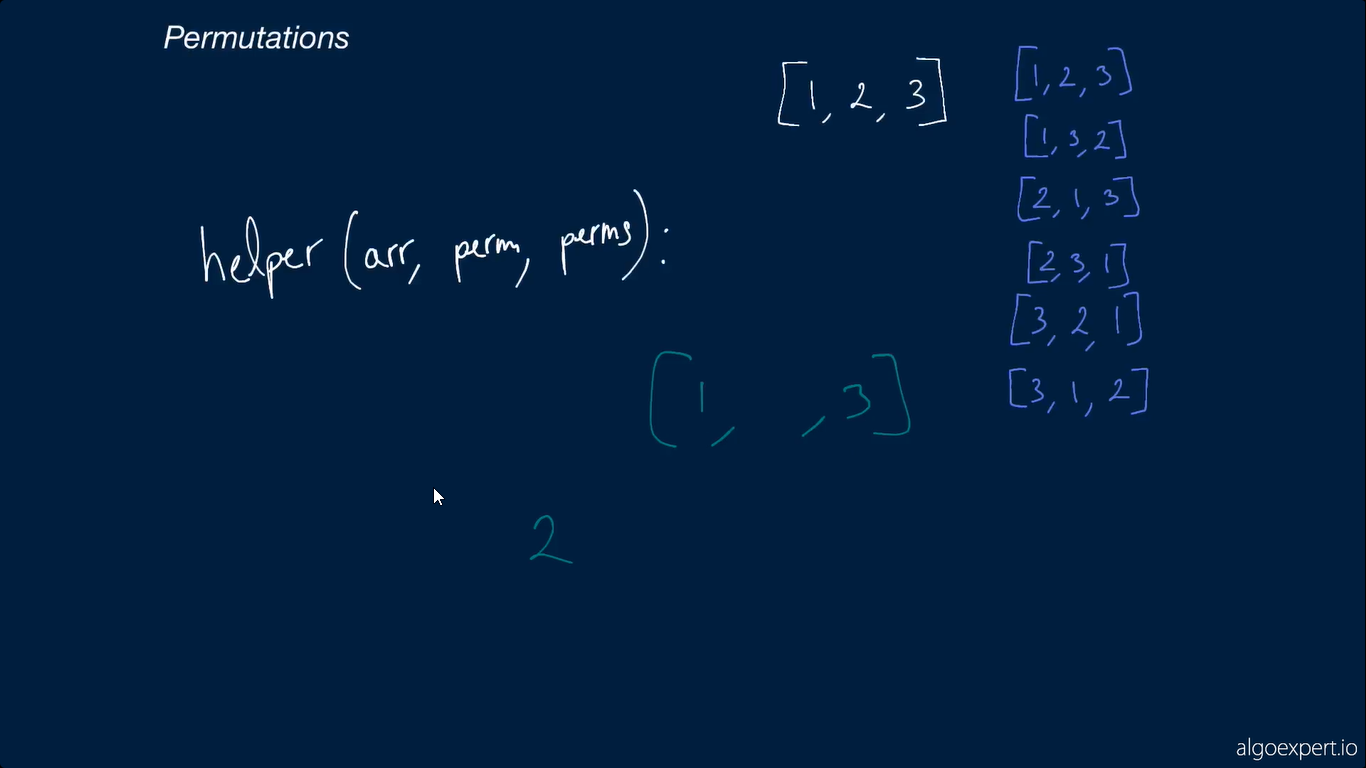 Permutations
[1, 2, 3]
[1, 2, 3]
[1, 3, 2]
[2, 1, 3]
[2, 3, 1]
[3, 2, 1]
[3, 1, 2]
helper (arr, perm, perms):
[1, , 3]
2
algoexpert.io